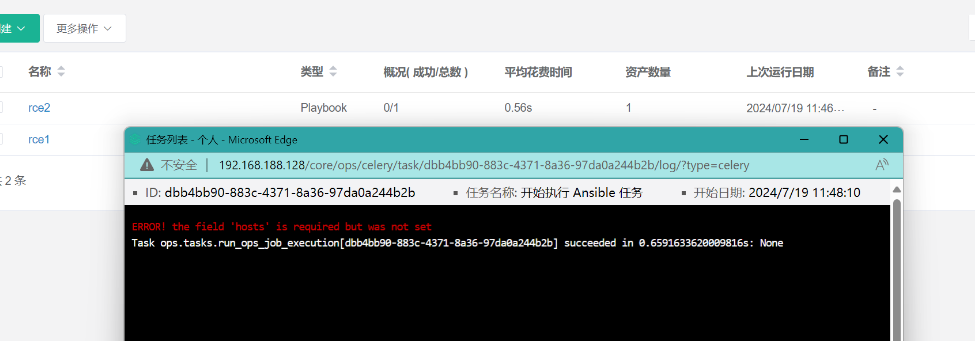 建 更多操作
名称 类型 概况( 成功/总数 ) 平均花费时间 资产数量 上次运行日期 备注
rce2 Playbook 0/1 0.56s 1 2024/07/19 11:46… -
rce1
任务列表 - 个人 - Microsoft Edge
不安全 | 192.168.188.128/core/ops/celery/task/dbb4bb90-883c-4371-8a36-97da0a244b2b/log/?type=celery
共 2 条
ID: dbb4bb90-883c-4371-8a36-97da0a244b2b 任务名称: 开始执行 Ansible 任务 开始日期: 2024/7/19 11:48:10
ERROR! the field 'hosts' is required but was not set
Task ops.tasks.run_ops_job_execution[dbb4bb90-883c-4371-8a36-97da0a244b2b] succeeded in 0.6591633620009816s: None